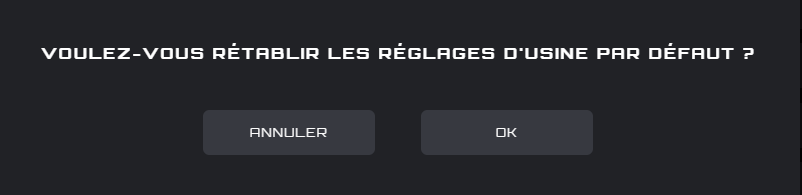 VOULEZ-VOUS RÉTABLIR LES RÉGLAGES D'USINE PAR DÉFAUT ?
ANNULER
OK